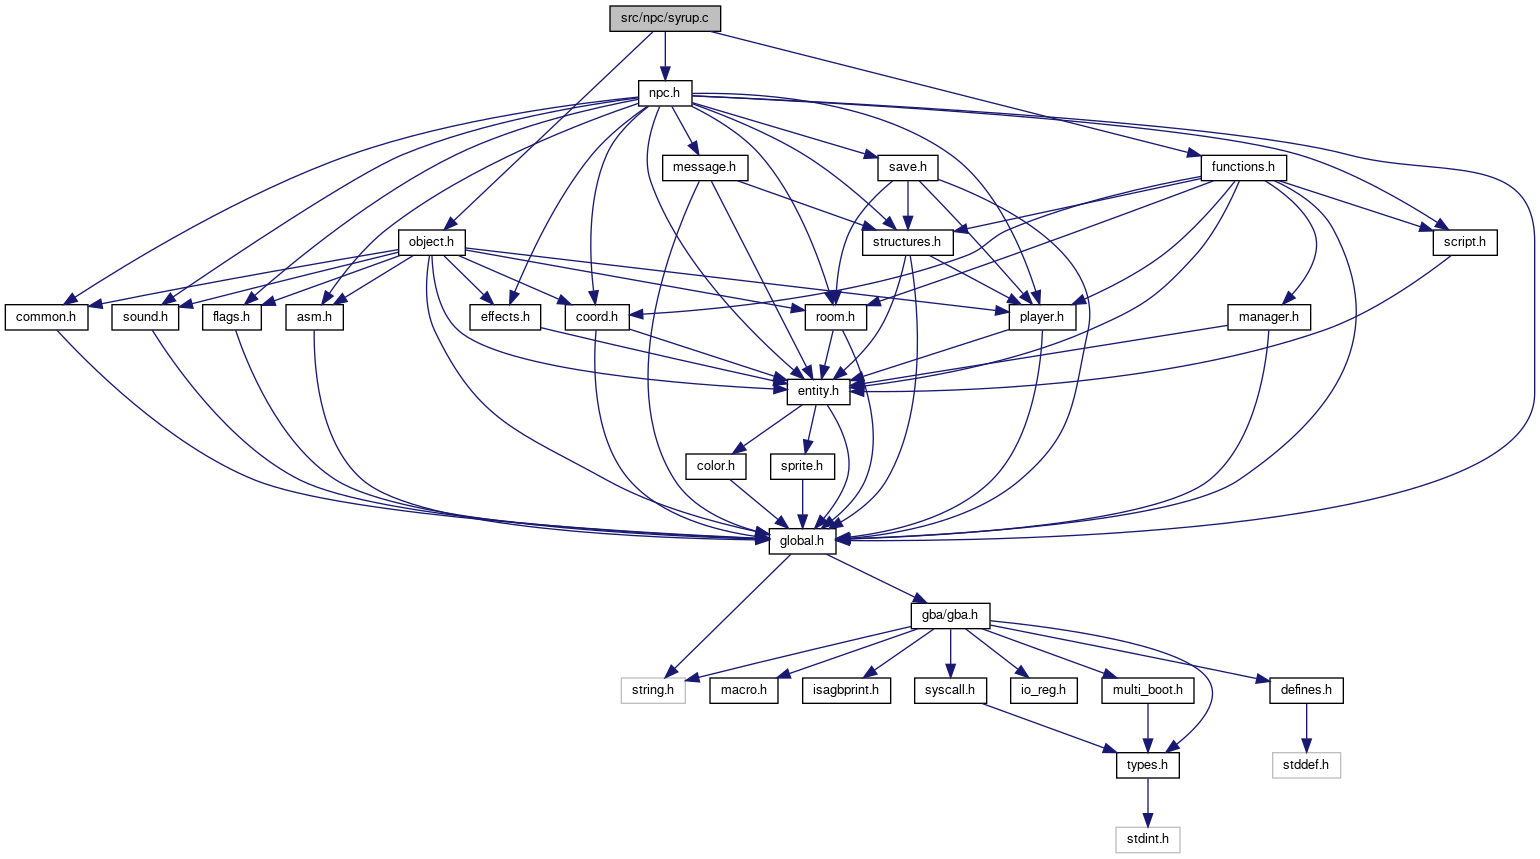 src/npc/syrup.c
npc.h
message.h
save.h
functions.h
object.h
structures.h
script.h
common.h
sound.h
flags.h
asm.h
effects.h
coord.h
room.h
player.h
manager.h
entity.h
color.h
sprite.h
global.h
gba/gba.h
string.h
macro.h
isagbprint.h
syscall.h
io_reg.h
multi_boot.h
defines.h
types.h
stddef.h
stdint.h